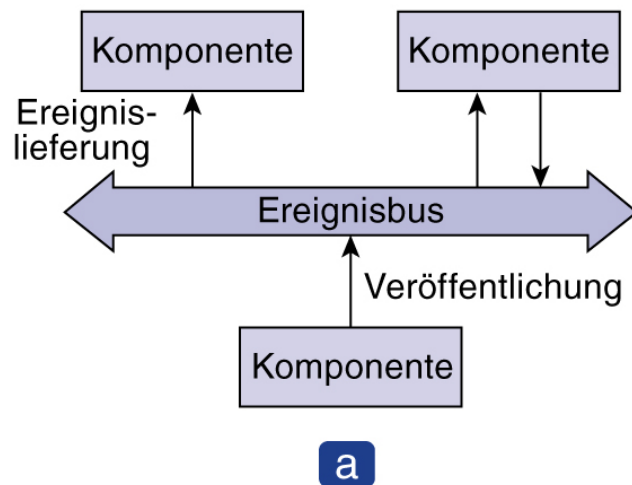 Komponente
Komponente
Ereignis-
lieferung
Ereignisbus
Veröffentlichung
Komponente
a